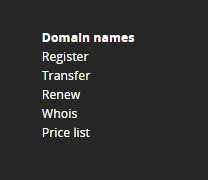 Domain names
Register
Transfer
Renew
Whois
Price list